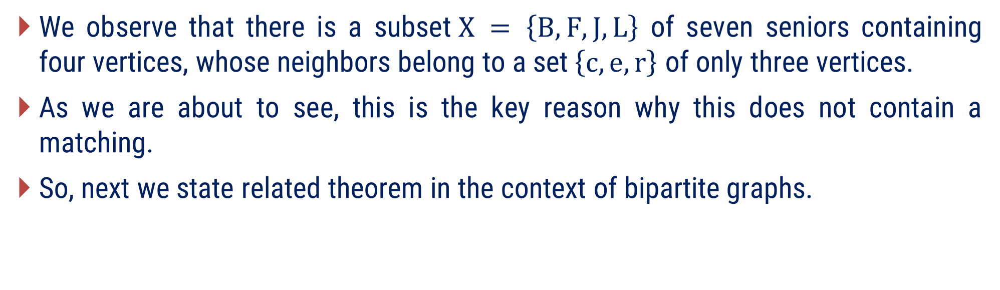 We observe that there is a subset X = {B, F, J, L} of seven seniors containing
four vertices, whose neighbors belong to a set {c, e, r} of only three vertices.
As we are about to see, this is the key reason why this does not contain a
matching.
So, next we state related theorem in the context of bipartite graphs.